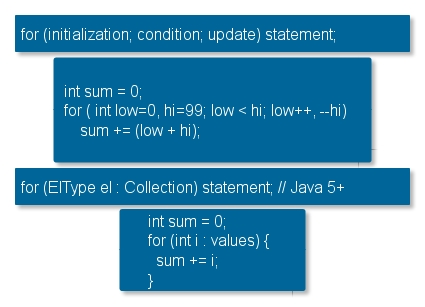 for (initialization; condition; update) statement;
int sum = 0;
for ( int low=0, hi=99; low < hi; low++, --hi)
sum += (low + hi);
for (ElType el : Collection) statement; // Java 5+
int sum = 0;
for (int i : values) {
sum += i;
}